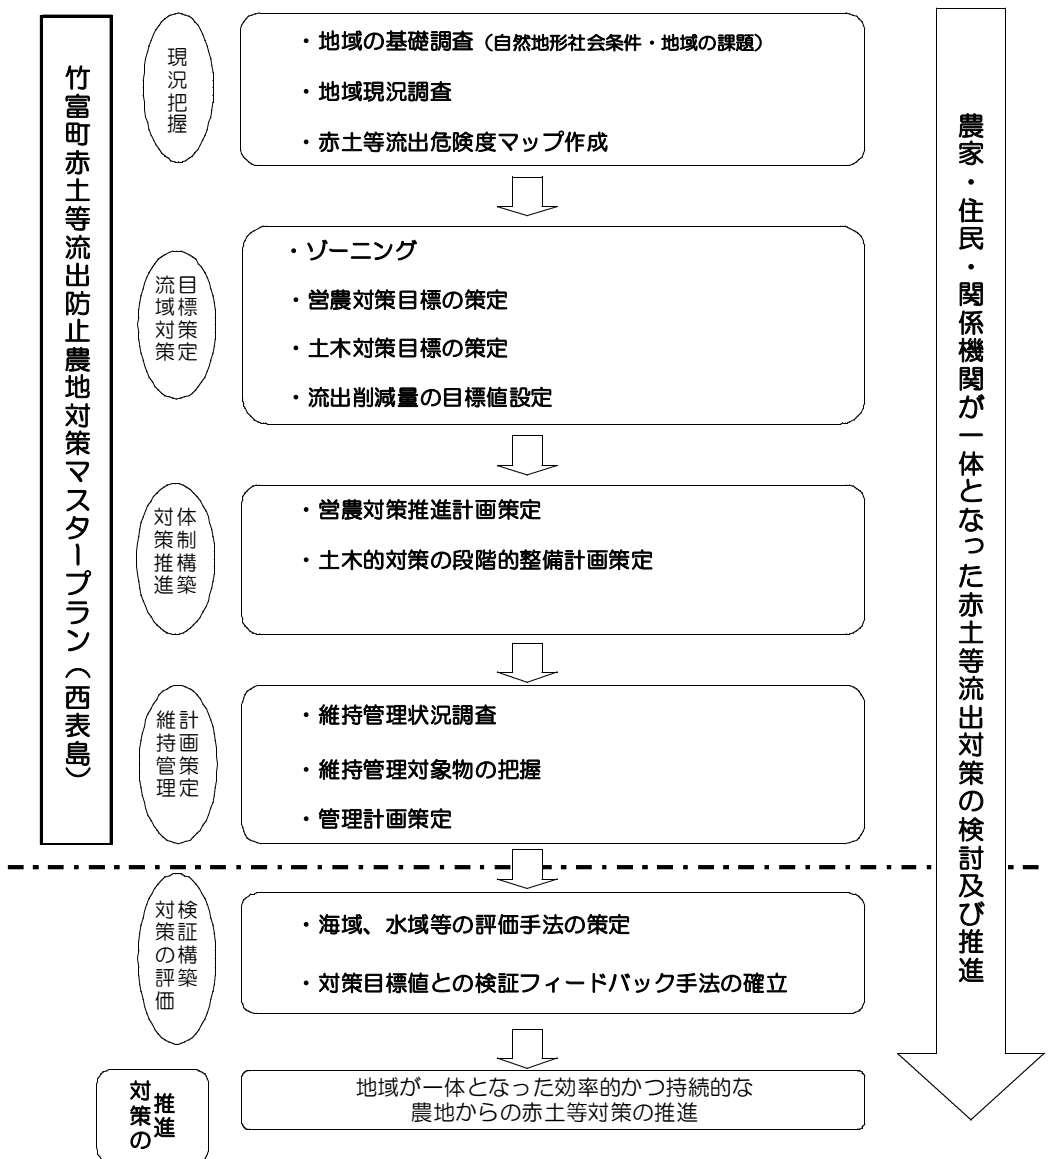 竹富町赤土等流出防止農地対策マスタープラン（西表島）
現況把握
・地域の基礎調査（自然地形社会条件・地域の課題）
・地域現況調査
・赤土等流出危険度マップ作成
流域対策
目標策定
・ゾーニング
・営農対策目標の策定
・土木対策目標の策定
・流出削減量の目標値設定
対策推進
体制構築
・営農対策推進計画策定
・土木的対策の段階的整備計画策定
維持管理
計画策定
・維持管理状況調査
・維持管理対象物の把握
・管理計画策定
対策の評価
検証構築
・海域、水域等の評価手法の策定
・対策目標値との検証フィードバック手法の確立
対策の
推進
地域が一体となった効率的かつ持続的な
農地からの赤土等対策の推進
農家・住民・関係機関が一体となった赤土等流出対策の検討及び推進